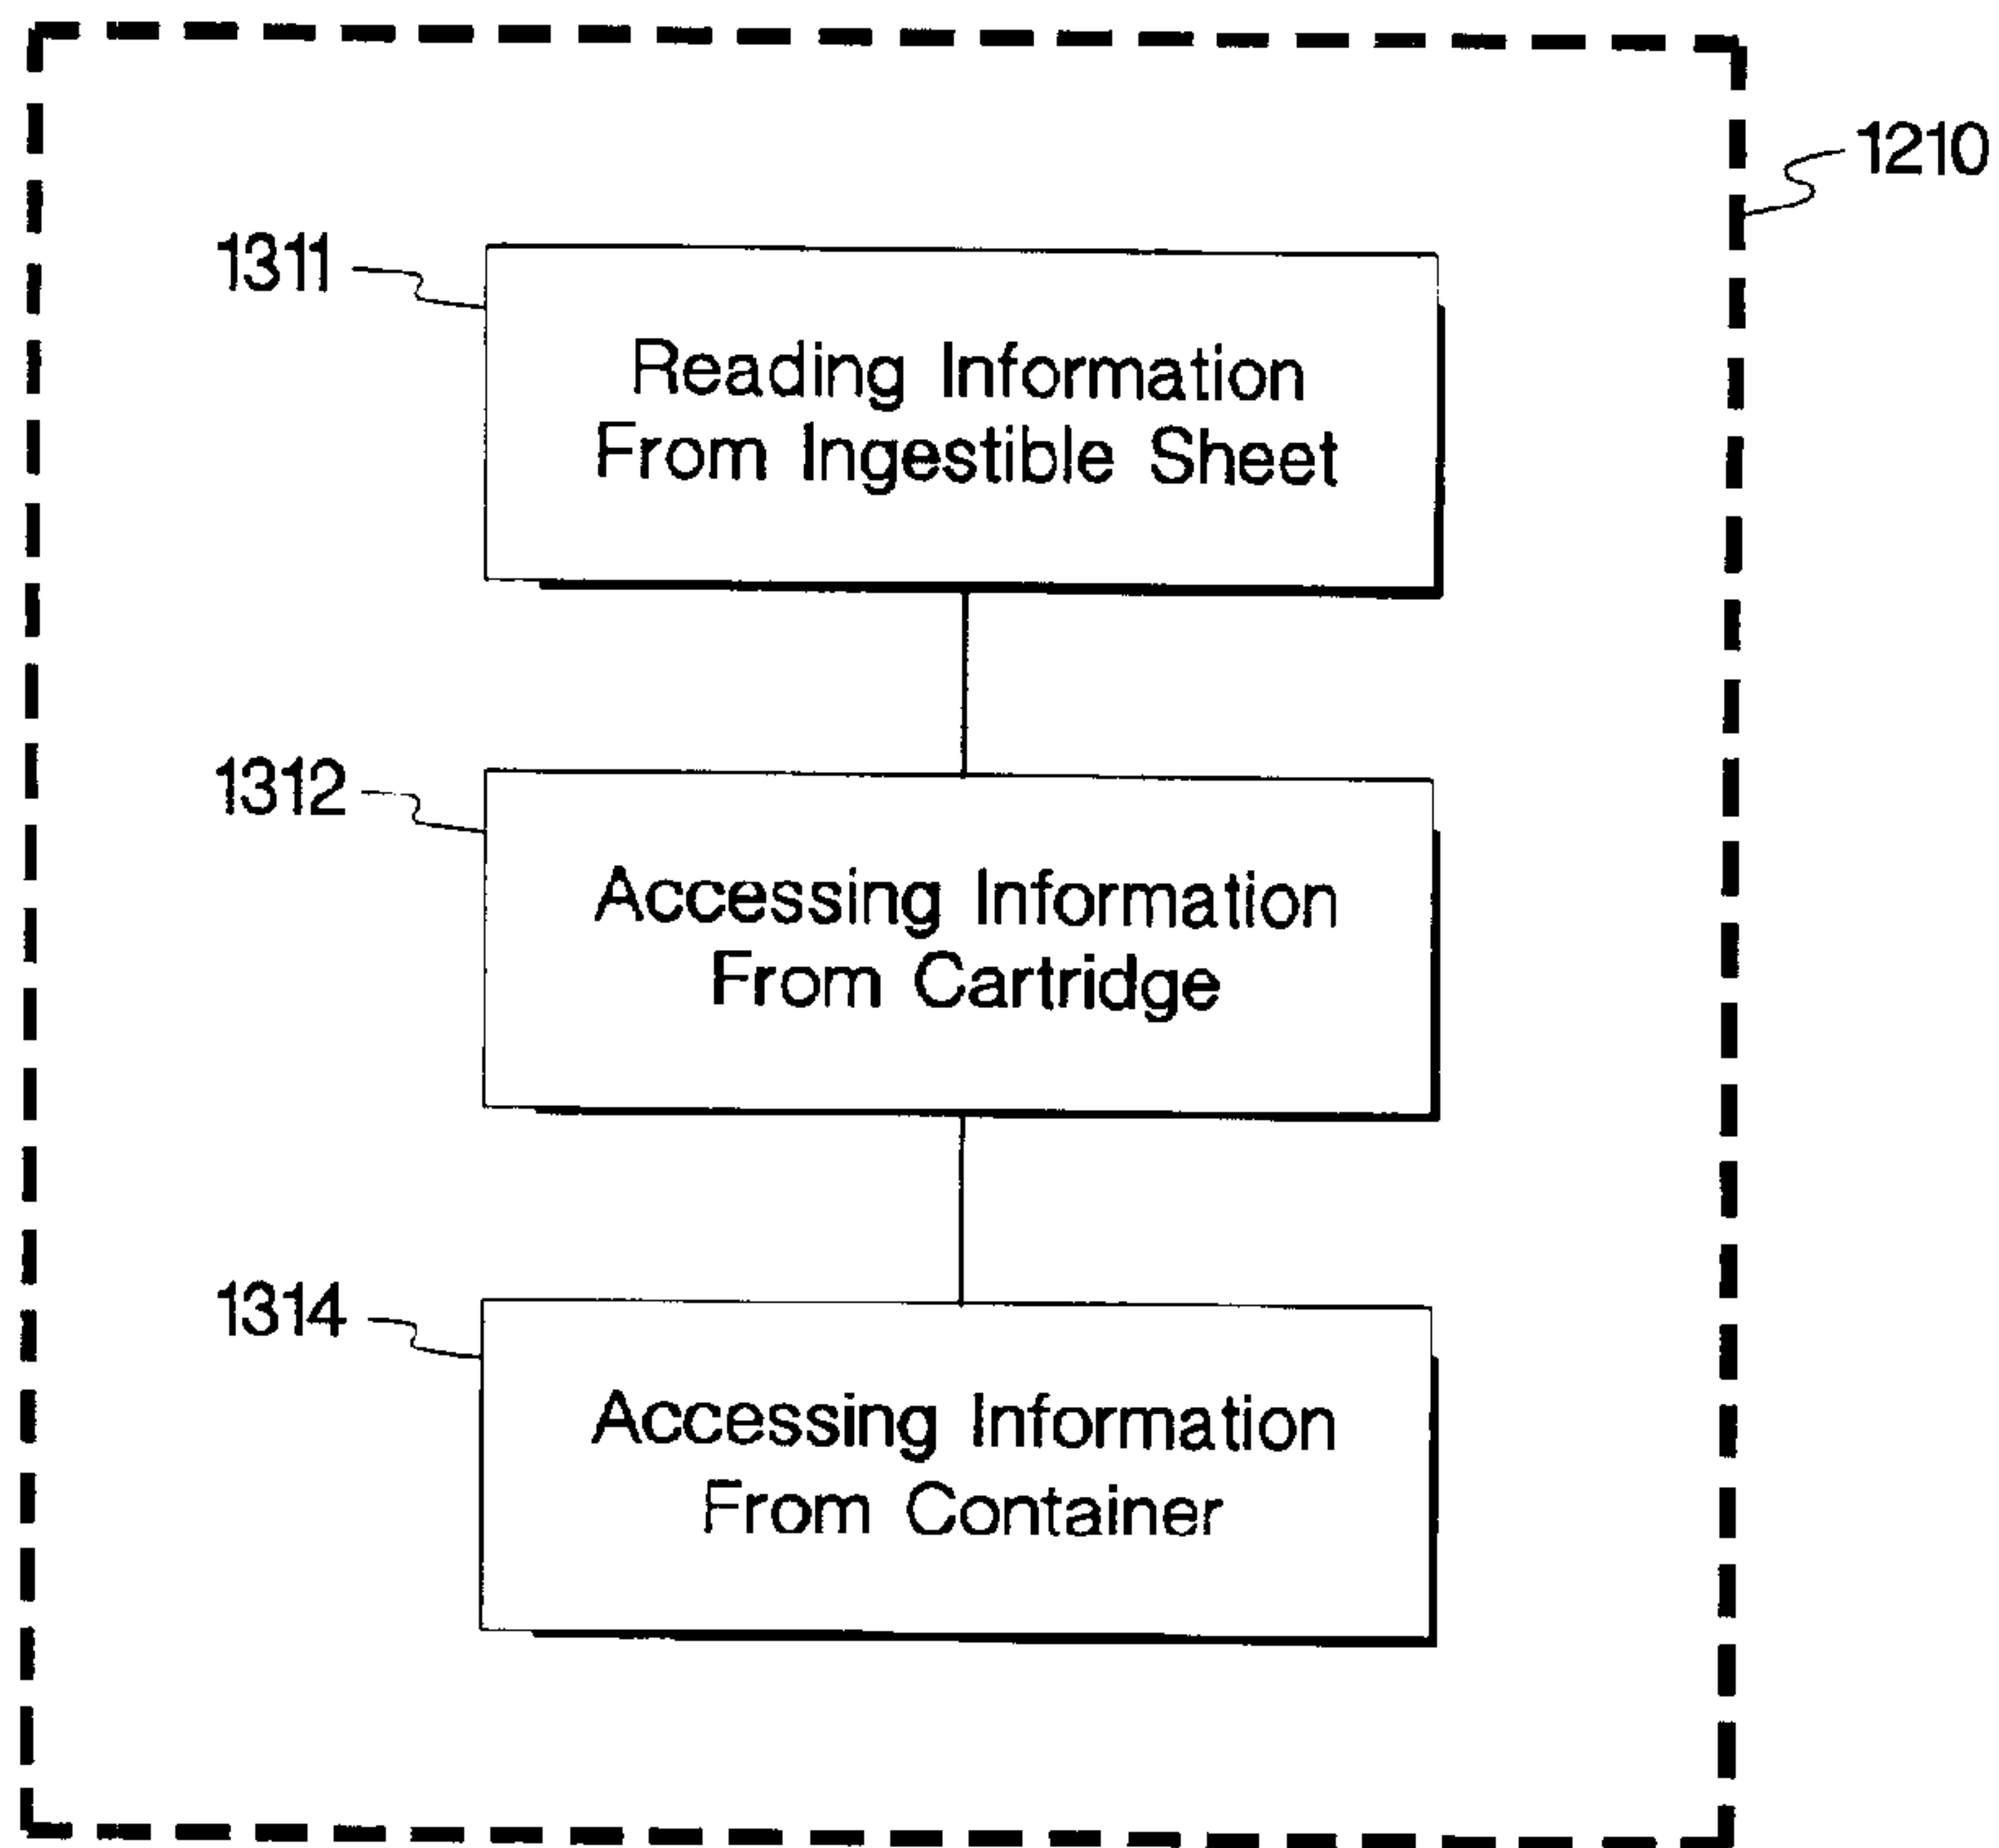 1210
1311
Reading Information
From Ingestible Sheet
1312
Accessing Information
From Cartridge
1314
Accessing Information
From Container